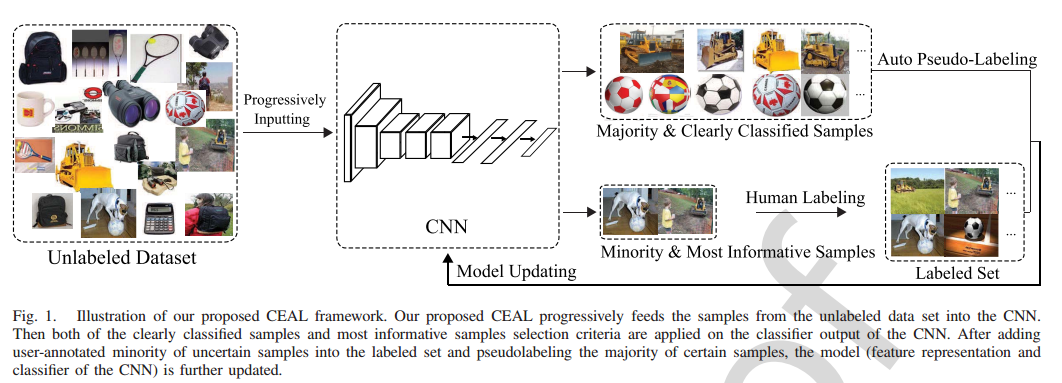 Progressively
Inputting
Unlabeled Dataset
CNN
Majority & Clearly Classified Samples
...
...
Auto Pseudo-Labeling
Minority & Most Informative Samples
Human Labeling
...
...
Labeled Set
Model Updating
Fig. 1. Illustration of our proposed CEAL framework. Our proposed CEAL progressively feeds the samples from the unlabeled data set into the CNN.
Then both of the clearly classified samples and most informative samples selection criteria are applied on the classifier output of the CNN. After adding
user-annotated minority of uncertain samples into the labeled set and pseudolabeling the majority of certain samples, the model (feature representation and
classifier of the CNN) is further updated.